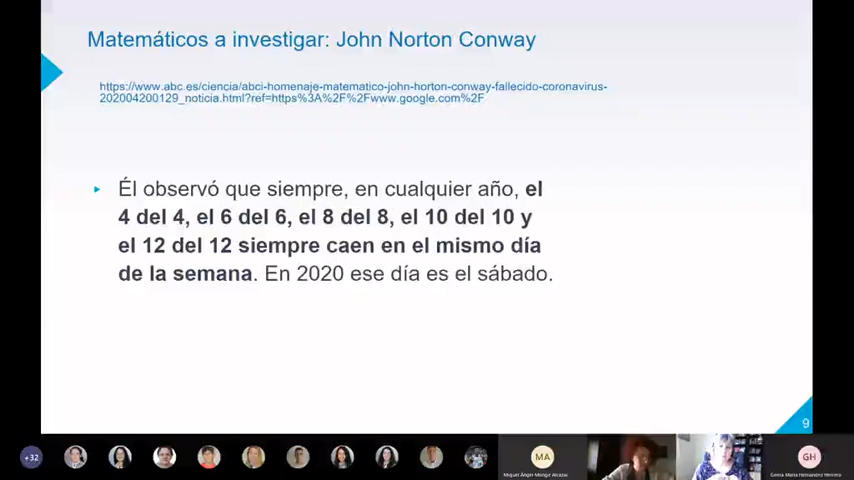 Matemáticos a investigar: John Norton Conway
https://www.abc.es/ciencia/abci-homenaje-matematico-john-horton-conway-fallecido-coronavirus-
202004200129_noticia.html?ref=https%3A%2F%2Fwww.google.com%2F
Él observó que siempre, en cualquier año, el
4 del 4, el 6 del 6, el 8 del 8, el 10 del 10 y
el 12 del 12 siempre caen en el mismo día
de la semana. En 2020 ese día es el sábado.
9
+32
MA
GH